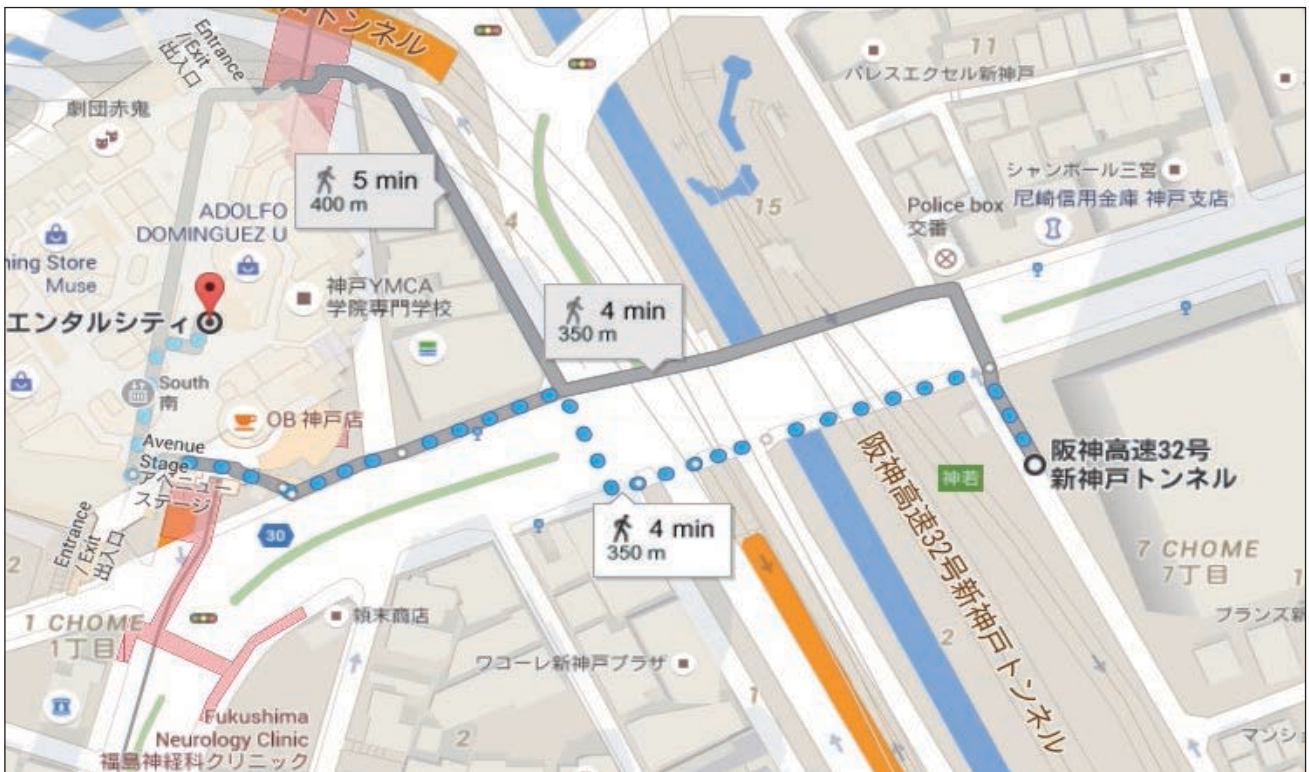 トンネル
Entrance
/Exit
出入口
劇団赤鬼
5 min
400 m
ADOLFO
DOMINGUEZ U
ning Store
Muse
エンタルシティ
神戸YMCA
学院専門学校
South
南
OB 神戸店
Avenue
Stage
アベニュー
ステージ
Entrance
/ Exit
出入口
30
2
1 CHOME
1丁目
Fukushima
Neurology Clinic
福島神経科クリニック
4
4 min
350 m
4 min
350 m
11
パレスエクセル新神戸
15
シャンボール三宮
Police box
交番
尼崎信用金庫 神戸支店
阪神高速32号
新神戸トンネル
神若
阪神高速32号新神戸トンネル
7 CHOME
7丁目
1
ブランズ新
2
頼末商店
ワコーレ新神戸プラザ
1
2
マンシ